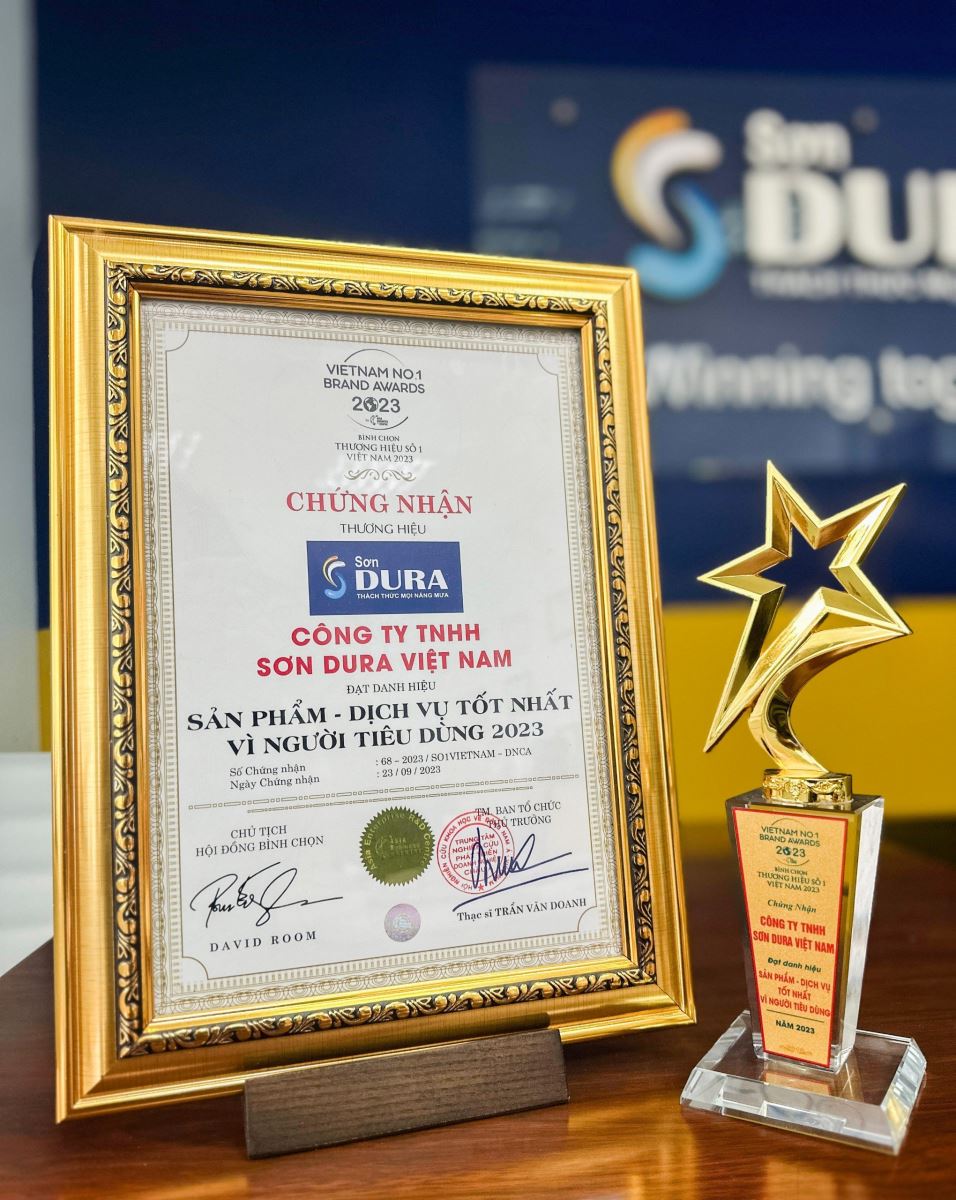 Sơn
DURA
Winning
VIETNAM NO.1
BRAND AWARDS
2023
BÌNH CHỌN
THƯƠNG HIỆU SỐ 1
VIỆT NAM 2023
CHỨNG NHẬN
THƯƠNG HIỆU
Sơn
DURA
THÁCH THỨC MỌI NẮNG MƯA
CÔNG TY TNHH
SƠN DURA VIỆT NAM
ĐẠT DANH HIỆU
SẢN PHẨM - DỊCH VỤ TỐT NHẤT
VÌ NGƯỜI TIÊU DÙNG 2023
Số Chứng nhận : 68 – 2023 / SO1VIETNAM – DNCA
Ngày Chứng nhận : 23 / 09 / 2023
CHỦ TỊCH
HỘI ĐỒNG BÌNH CHỌN
DAVID ROOM
TM. BAN TỔ CHỨC
THỦ TRƯỞNG
TRUNG TÂM
NGHIÊN CỨU
Thạc sĩ TRẦN VĂN DOANH
VIETNAM NO.1
BRAND AWARDS
2023
BÌNH CHỌN
THƯƠNG HIỆU SỐ 1
VIỆT NAM 2023
Chứng Nhận
CÔNG TY TNHH
SƠN DURA VIỆT NAM
Đạt danh hiệu
SẢN PHẨM - DỊCH VỤ
TỐT NHẤT
VÌ NGƯỜI TIÊU DÙNG
NĂM 2023